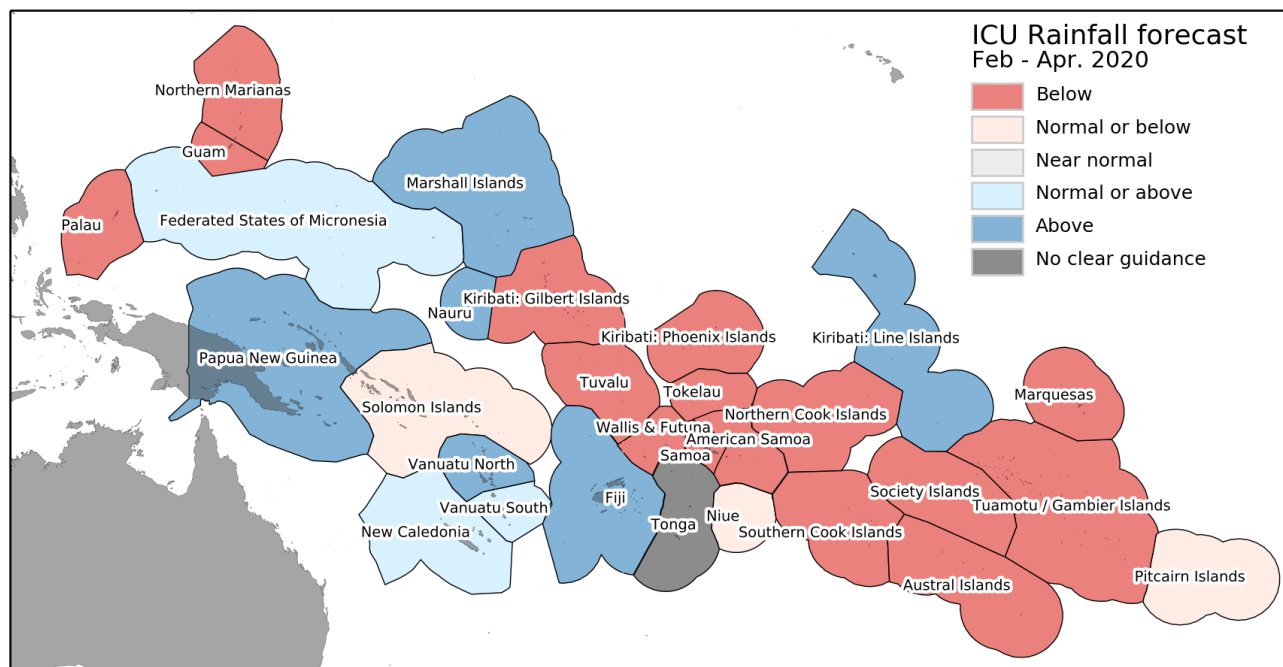 ICU Rainfall forecast
Feb - Apr. 2020
Below
Normal or below
Near normal
Normal or above
Above
No clear guidance
Northern Marianas
Guam
Marshall Islands
Palau
Federated States of Micronesia
Nauru
Kiribati: Gilbert Islands
Kiribati: Phoenix Islands
Kiribati: Line Islands
Papua New Guinea
Tuvalu
Tokelau
Marquesas
Solomon Islands
Northern Cook Islands
Wallis & Futuna
American Samoa
Samoa
Vanuatu North
Society Islands
Fiji
Tuamotu / Gambier Islands
Vanuatu South
Niue
Tonga
New Caledonia
Southern Cook Islands
Pitcairn Islands
Austral Islands